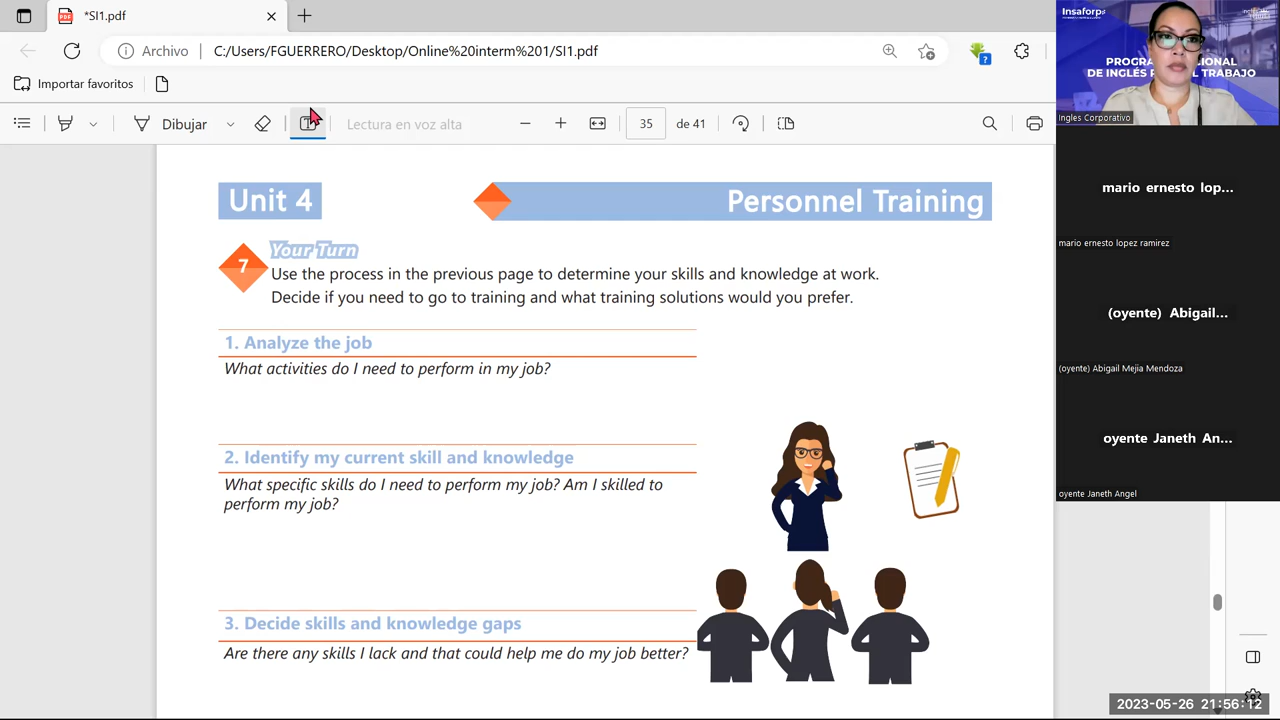 *SI1.pdf
Archivo
C:/Users/FGUERRERO/Desktop/Online%20interm%201/SI1.pdf
Importar favoritos
Dibujar
Lectura en voz alta
35
de 41
Unit 4
Personnel Training
7
Your Turn
Use the process in the previous page to determine your skills and knowledge at work.
Decide if you need to go to training and what training solutions would you prefer.
1. Analyze the job
What activities do I need to perform in my job?
2. Identify my current skill and knowledge
What specific skills do I need to perform my job? Am I skilled to
perform my job?
3. Decide skills and knowledge gaps
Are there any skills I lack and that could help me do my job better?
Insaforp
Ingles Corporativo
mario ernesto lop...
mario ernesto lopez ramirez
(oyente) Abigail...
(oyente) Abigail Mejia Mendoza
oyente Janeth An...
oyente Janeth Angel
2023-05-26 21:56:12